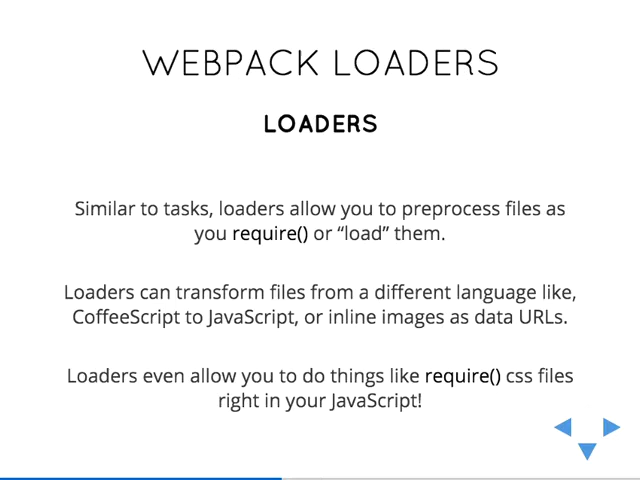 WEBPACK LOADERS
LOADERS
Similar to tasks, loaders allow you to preprocess files as
you require() or “load” them.
Loaders can transform files from a different language like,
CoffeeScript to JavaScript, or inline images as data URLs.
Loaders even allow you to do things like require() css files
right in your JavaScript!